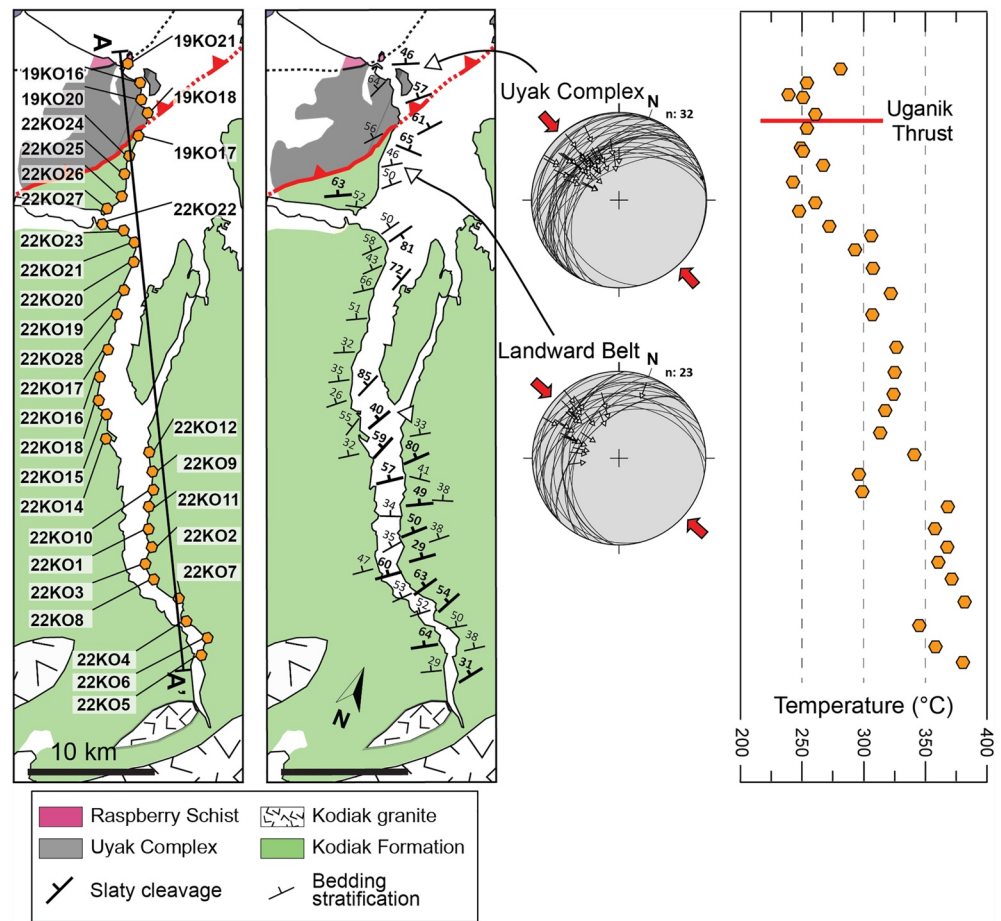 A
19KO21
19KO16
19KO20
19KO18
22KO24
22KO25
19KO17
22KO26
22KO27
22KO22
22KO23
22KO21
22KO20
22KO19
22KO28
22KO17
22KO16
22KO18
22KO12
22KO15
22KO9
22KO14
22KO11
22KO10
22KO2
22KO1
22KO7
22KO3
22KO8
22KO4
22KO6
22KO5
A'
10 km
46
64
57
61
56
65
46
50
63
52
50
81
58
43
72
66
51
32
35
85
26
40
55
33
59
32
80
57
41
49
38
34
50
38
35
29
47
60
63
53
54
52
50
64
38
29
31
N
Uyak Complex
N
n: 32
Landward Belt
N
n: 23
Uganik
Thrust
Temperature (°C)
200
250
300
350
400
Raspberry Schist
Kodiak granite
Uyak Complex
Kodiak Formation
Slaty cleavage
Bedding
stratification